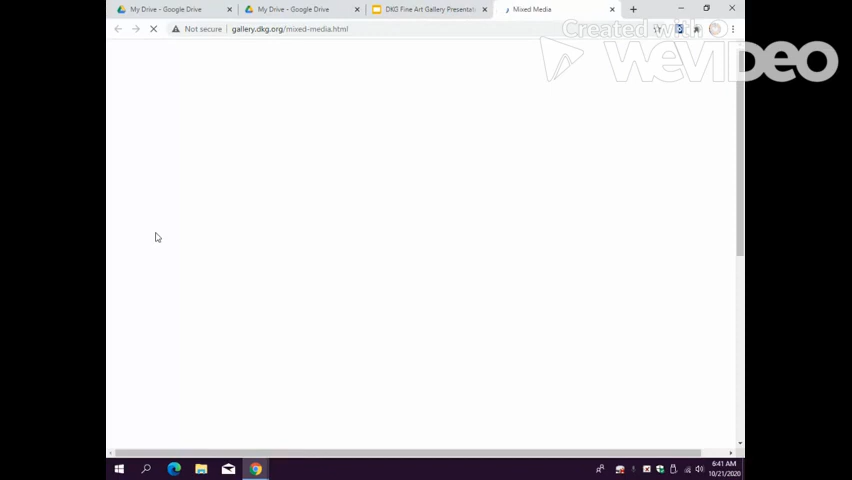 My Drive - Google Drive
My Drive - Google Drive
DKG Fine Art Gallery Presentat
Mixed Media
Not secure
gallery.dkg.org/mixed-media.html
Created with
WeVideo
6:41 AM
10/21/2020